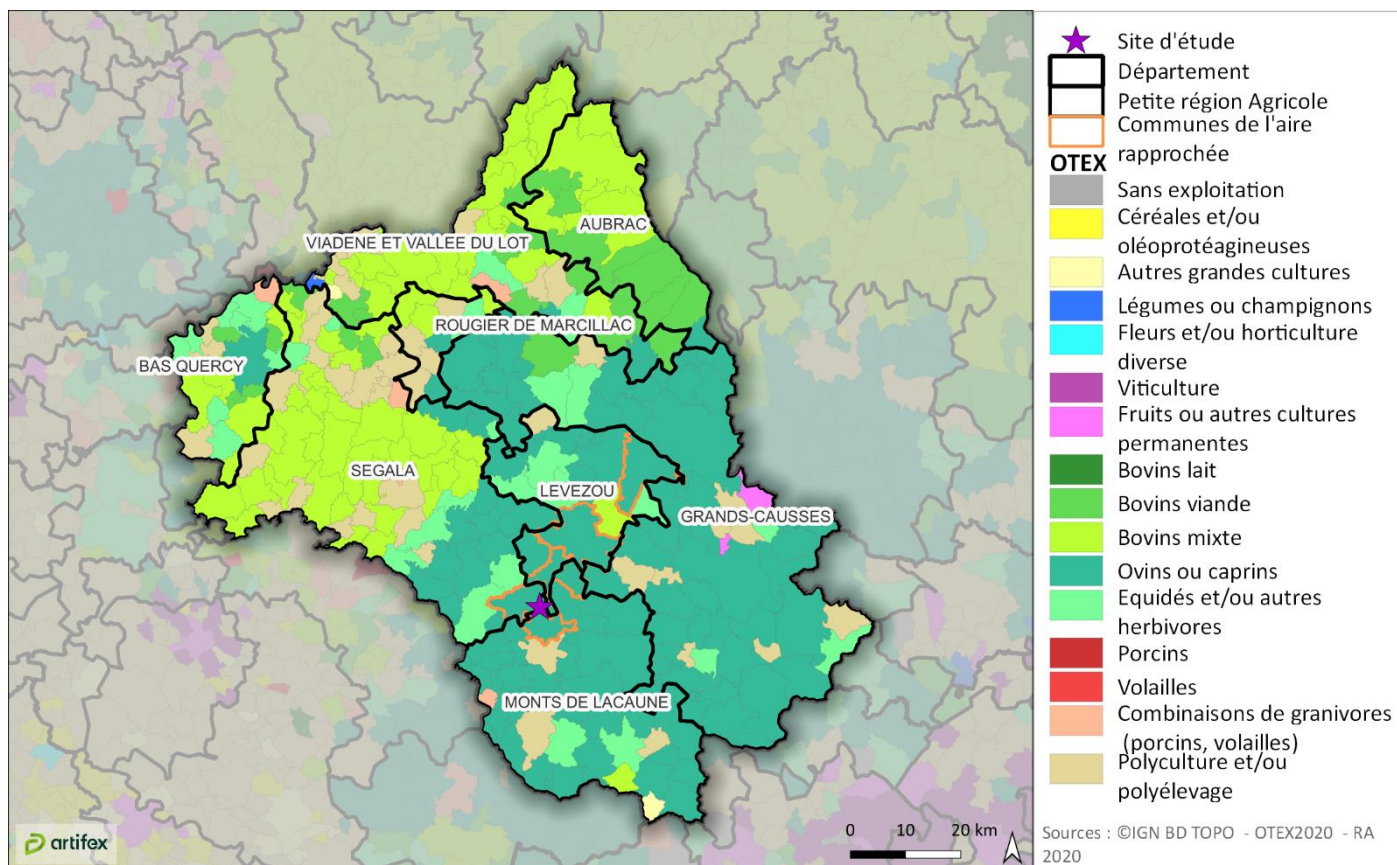 AUBRAC
VIADENE ET VALLEE DU LOT
ROUGIER DE MARCILLAC
BAS QUERCY
SEGALA
LEVEZOU
GRANDS-CAUSSES
MONTS DE LACAUNE
artifex
0 10 20 km
Site d'étude
Département
Petite région Agricole
Communes de l'aire
rapprochée
OTEX
Sans exploitation
Céréales et/ou
oléoprotéagineuses
Autres grandes cultures
Légumes ou champignons
Fleurs et/ou horticulture
diverse
Viticulture
Fruits ou autres cultures
permanentes
Bovins lait
Bovins viande
Bovins mixte
Ovins ou caprins
Equidés et/ou autres
herbivores
Porcins
Volailles
Combinaisons de granivores
(porcins, volailles)
Polyculture et/ou
polyélevage
Sources : ©IGN BD TOPO - OTEX2020 - RA
2020